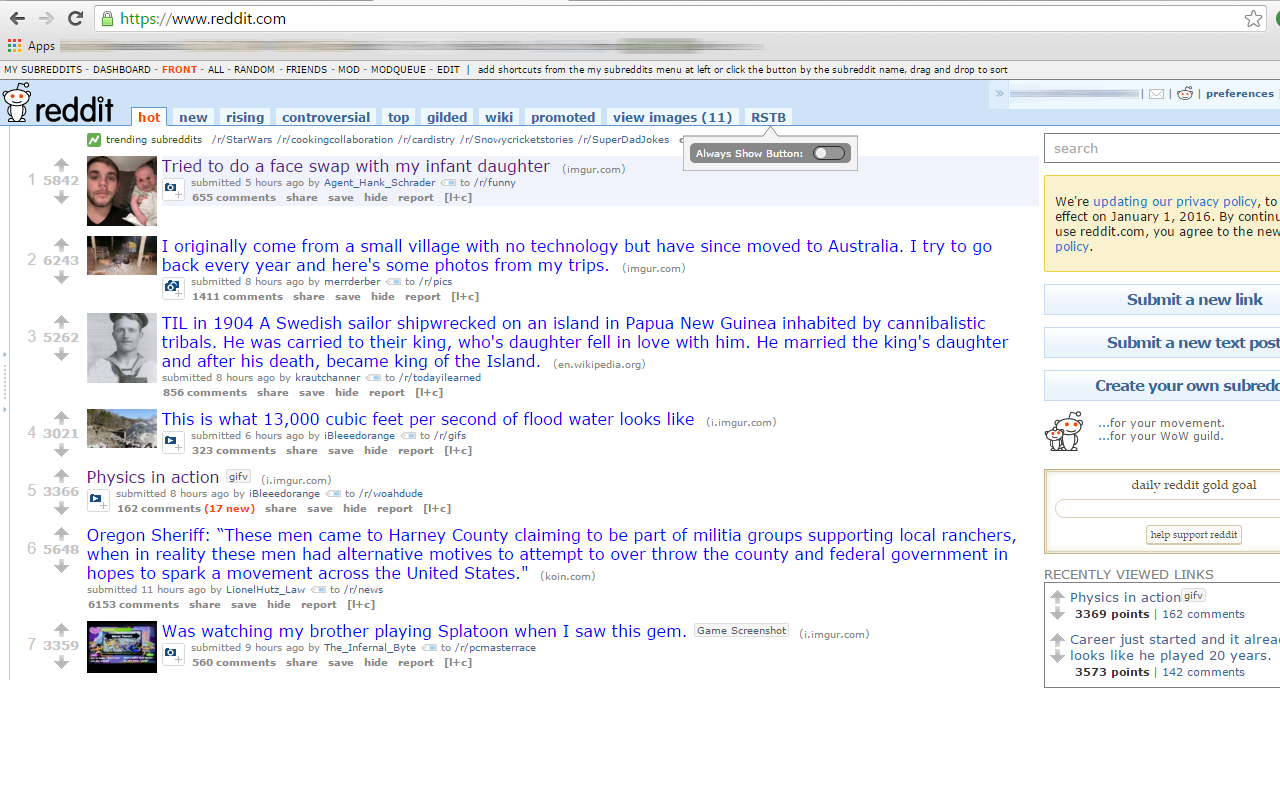 https://www.reddit.com
Apps
MY SUBREDDITS - DASHBOARD - FRONT - ALL - RANDOM - FRIENDS - MOD - MODQUEUE - EDIT | add shortcuts from the my subreddits menu at left or click the button by the subreddit name, drag and drop to sort
reddit hot new rising controversial top gilded wiki promoted view images (11) RSTB
» | | | preferences
trending subreddits /r/StarWars /r/cookingcollaboration /r/cardistry /r/Snowycricketstories /r/SuperDadJokes
Always Show Button:
1 5842 Tried to do a face swap with my infant daughter (imgur.com)
submitted 5 hours ago by Agent_Hank_Schrader to /r/funny
655 comments share save hide report [l+c]
2 6243 I originally come from a small village with no technology but have since moved to Australia. I try to go
back every year and here's some photos from my trips. (imgur.com)
submitted 8 hours ago by merrderber to /r/pics
1411 comments share save hide report [l+c]
3 5262 TIL in 1904 A Swedish sailor shipwrecked on an island in Papua New Guinea inhabited by cannibalistic
tribals. He was carried to their king, who's daughter fell in love with him. He married the king's daughter
and after his death, became king of the Island. (en.wikipedia.org)
submitted 8 hours ago by krautchanner to /r/todayilearned
856 comments share save hide report [l+c]
4 3021 This is what 13,000 cubic feet per second of flood water looks like (i.imgur.com)
submitted 6 hours ago by iBleeedorange to /r/gifs
323 comments share save hide report [l+c]
5 3366 Physics in action gifv (i.imgur.com)
submitted 8 hours ago by iBleeedorange to /r/woahdude
162 comments (17 new) share save hide report [l+c]
6 5648 Oregon Sheriff: “These men came to Harney County claiming to be part of militia groups supporting local ranchers,
when in reality these men had alternative motives to attempt to over throw the county and federal government in
hopes to spark a movement across the United States." (koin.com)
submitted 11 hours ago by LionelHutz_Law to /r/news
6153 comments share save hide report [l+c]
7 3359 Was watching my brother playing Splatoon when I saw this gem. Game Screenshot (i.imgur.com)
submitted 9 hours ago by The_Infernal_Byte to /r/pcmasterrace
560 comments share save hide report [l+c]
search
We're updating our privacy policy, to
effect on January 1, 2016. By continu
use reddit.com, you agree to the new
policy.
Submit a new link
Submit a new text post
Create your own subredd
...for your movement.
...for your WoW guild.
daily reddit gold goal
help support reddit
RECENTLY VIEWED LINKS
Physics in action gifv
3369 points | 162 comments
Career just started and it alrea
looks like he played 20 years.
3573 points | 142 comments